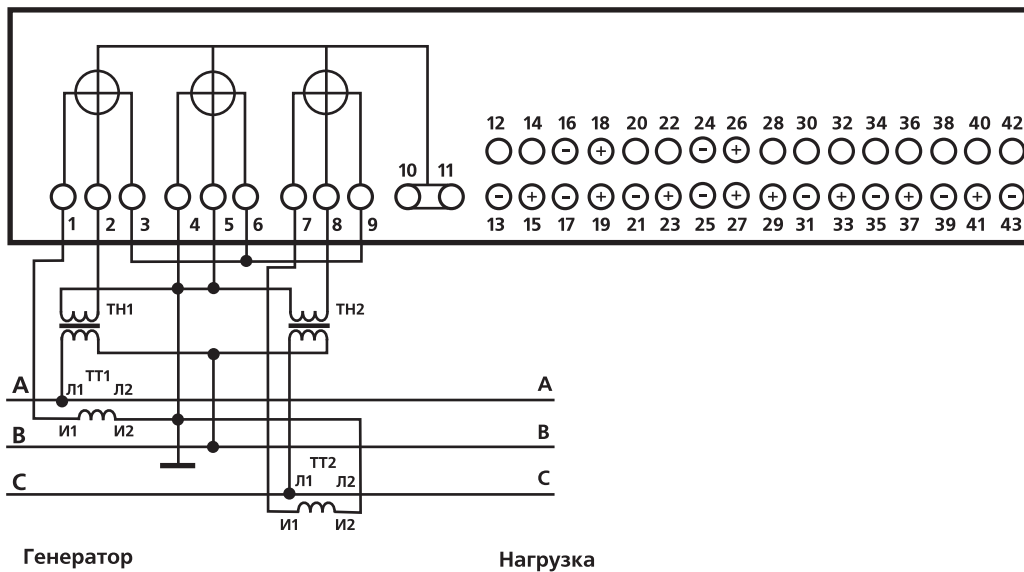 12 14 16 18 20 22 24 26 28 30 32 34 36 38 40 42
- + - +
10 11
- + - + - + - + + - + - + - + -
1 2 3 4 5 6 7 8 9 13 15 17 19 21 23 25 27 29 31 33 35 37 39 41 43
ТН1 ТН2
А Л1 ТТ1 Л2 А
В И1 И2 В
ТТ2
С Л1 Л2 С
И1 И2
Генератор Нагрузка